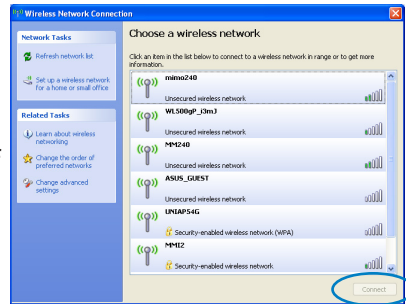 Wireless Network Connection
Network Tasks
Refresh network list
Set up a wireless network
for a home or small office
Related Tasks
Learn about wireless
networking
Change the order of
preferred networks
Change advanced
settings
Choose a wireless network
Click an item in the list below to connect to a wireless network in range or to get more
information.
mimo240
Unsecured wireless network
WL500gP_i3mJ
Unsecured wireless network
MM240
Unsecured wireless network
ASUS_GUEST
Unsecured wireless network
UNIAP54G
Security-enabled wireless network (WPA)
MMI2
Security-enabled wireless network
Connect